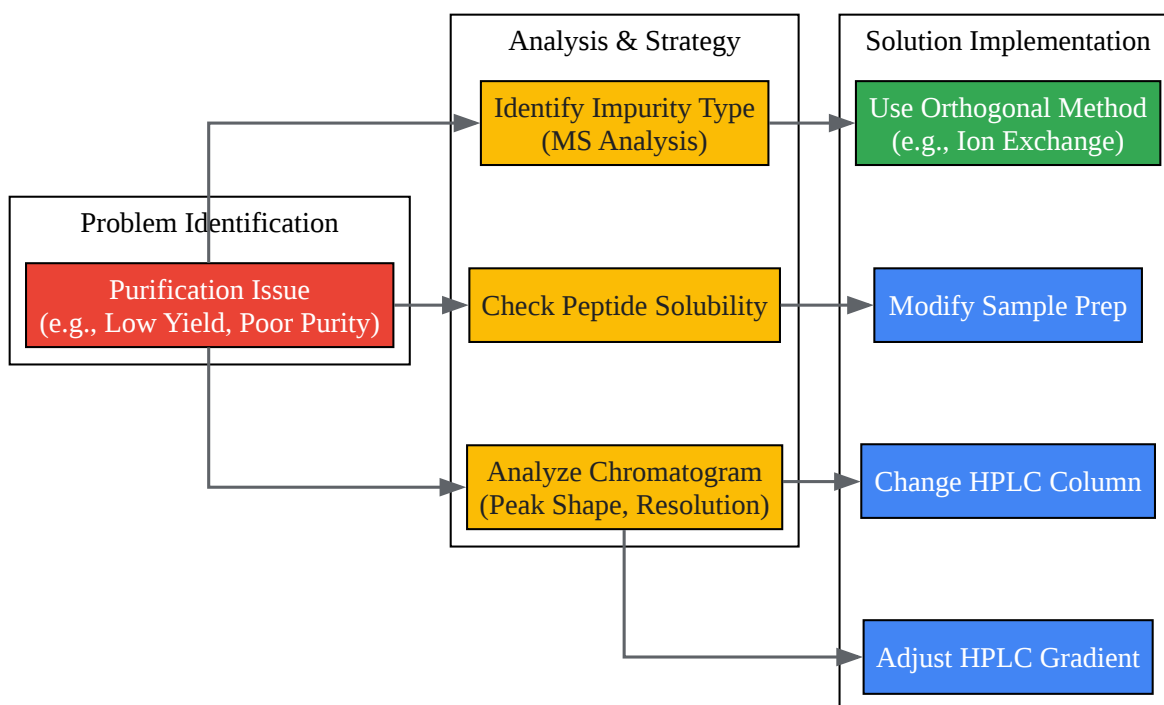 Problem Identification
Purification Issue
(e.g., Low Yield, Poor Purity)
Analysis & Strategy
Identify Impurity Type
(MS Analysis)
Check Peptide Solubility
Analyze Chromatogram
(Peak Shape, Resolution)
Solution Implementation
Use Orthogonal Method
(e.g., Ion Exchange)
Modify Sample Prep
Change HPLC Column
Adjust HPLC Gradient